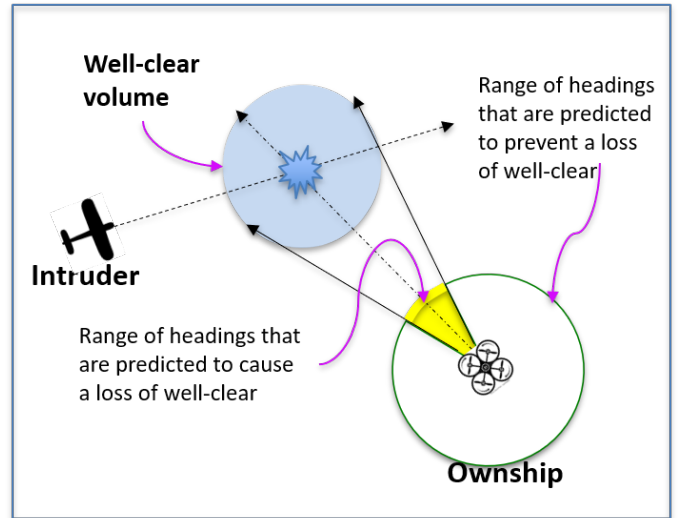 Well-clear
volume
Range of headings
that are predicted
to prevent a loss
of well-clear
Intruder
Range of headings that
are predicted to cause
a loss of well-clear
Ownship